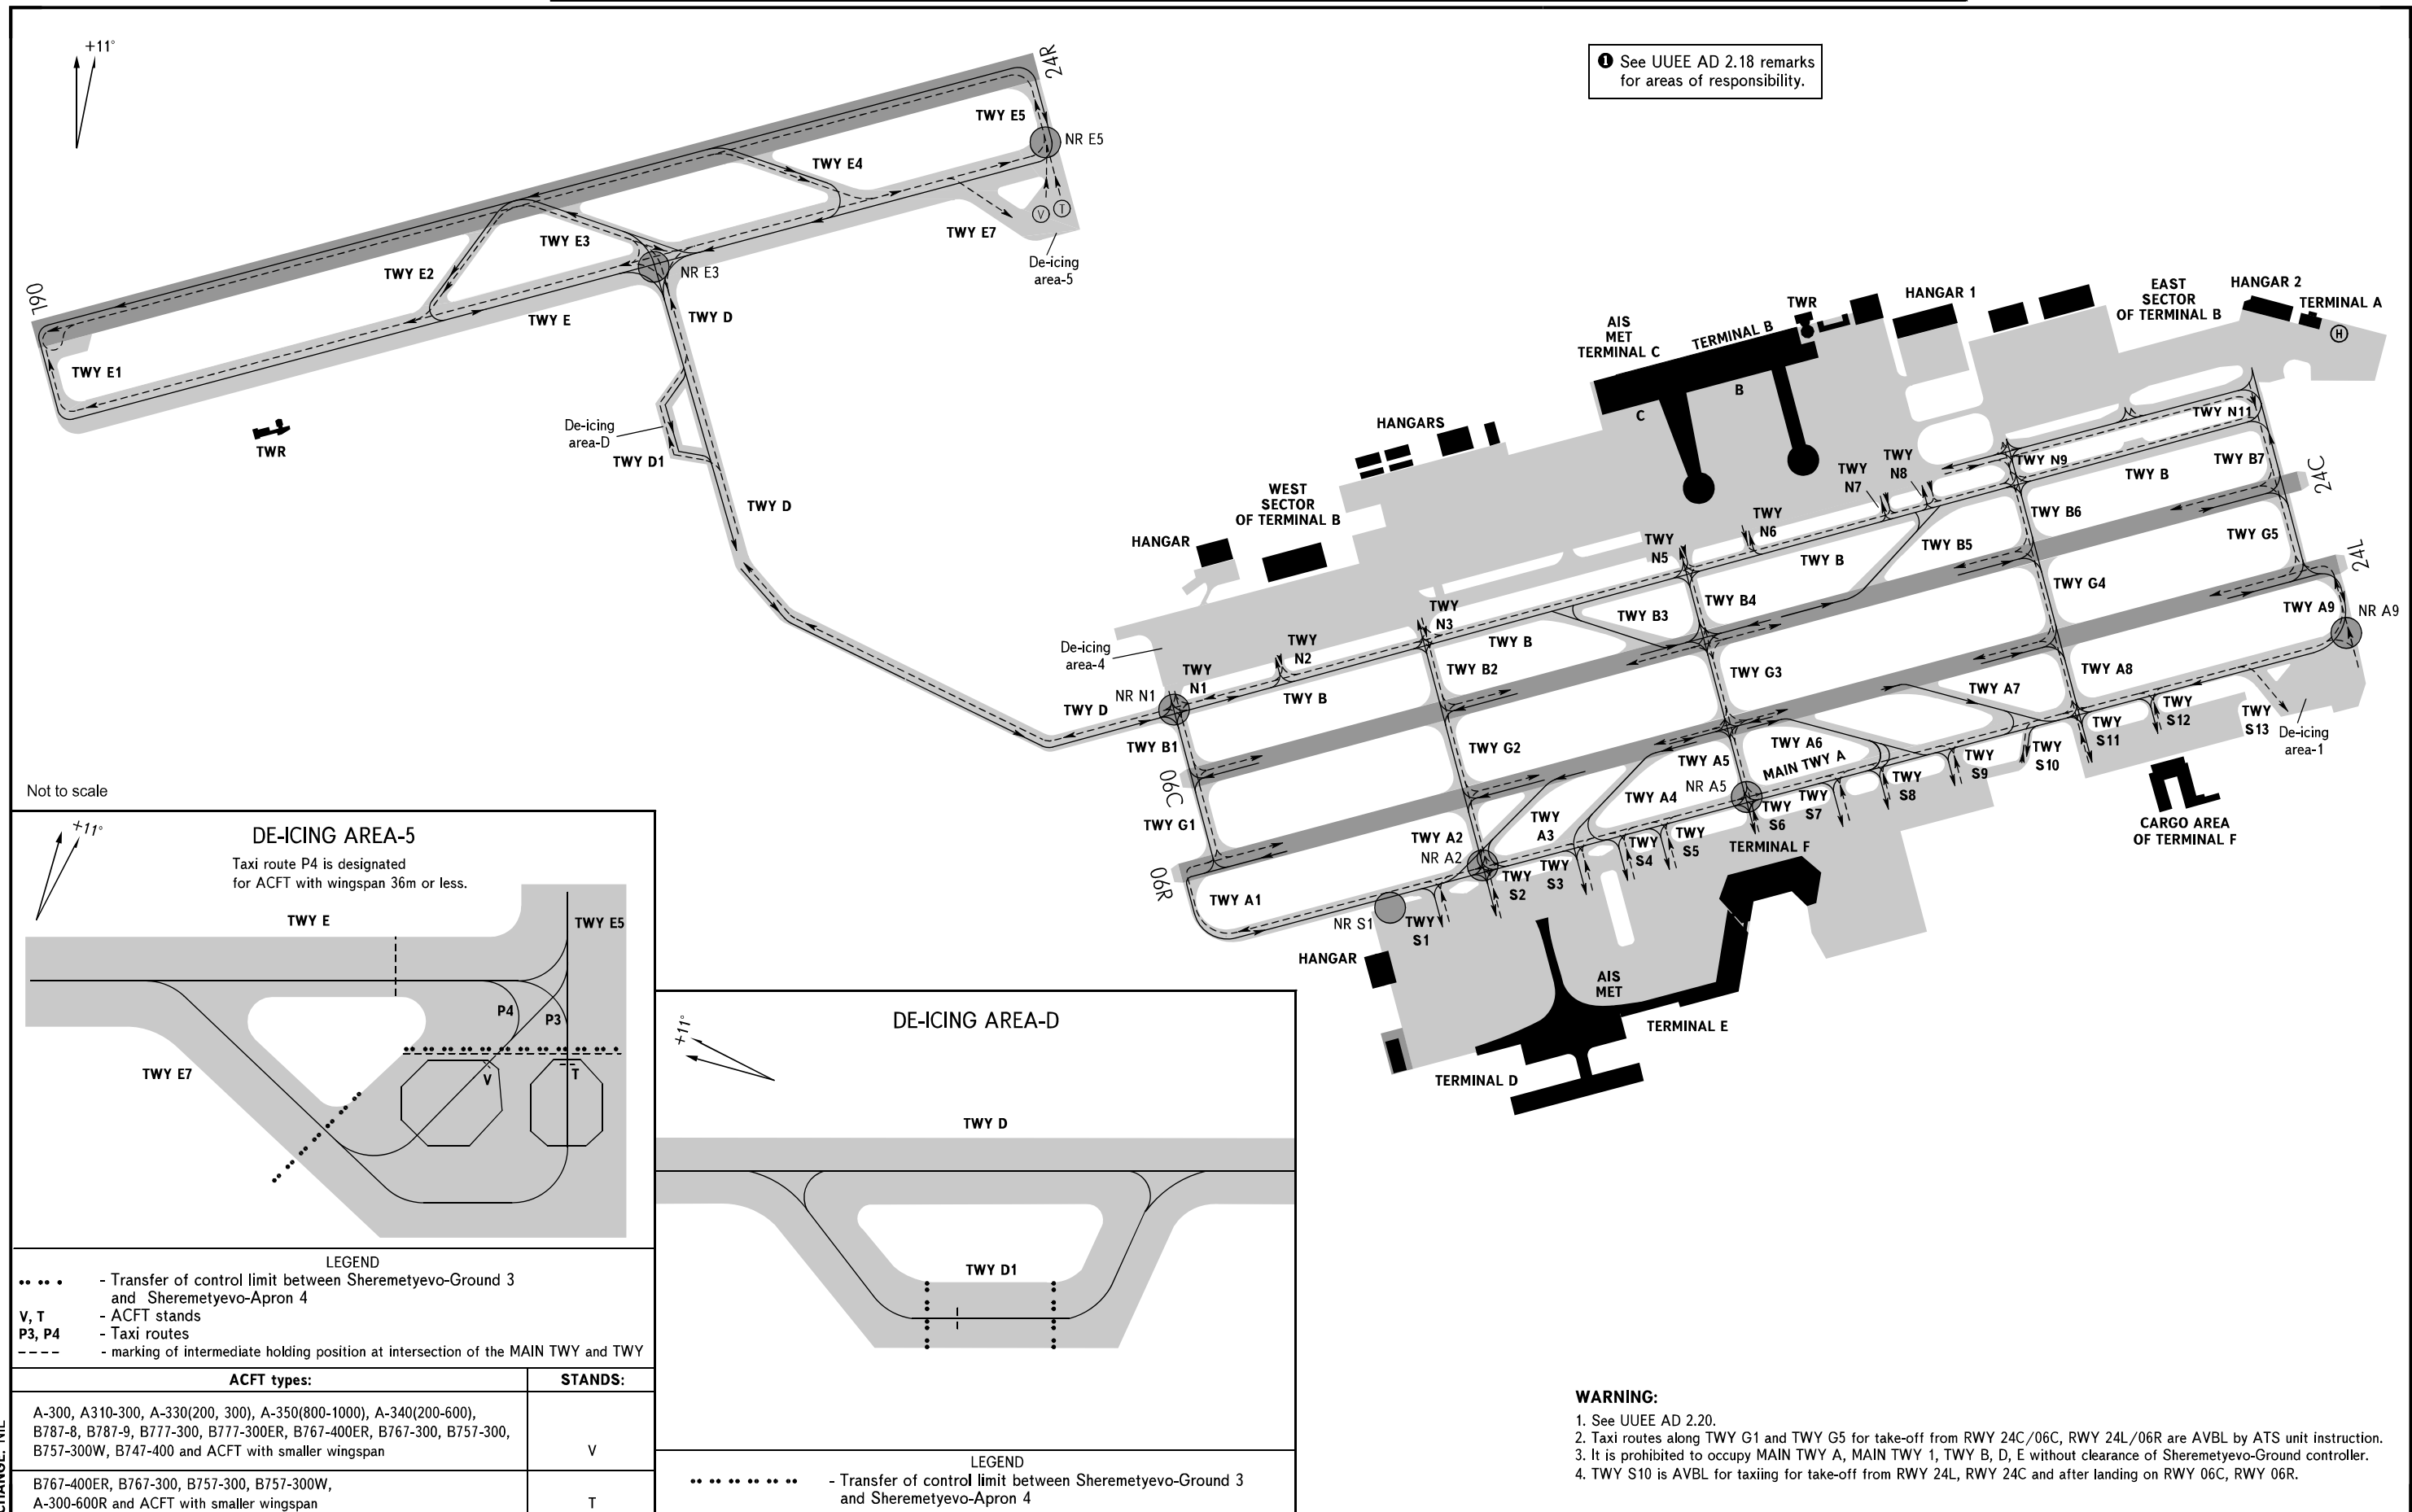 +11°
24R
❶ See UUEE AD 2.18 remarks
for areas of responsibility.
TWY E5
NR E5
TWY E4
V
T
TWY E7
De-icing
area-5
TWY E3
NR E3
TWY E2
06L
TWY E
TWY D
TWY E1
TWR
De-icing
area-D
TWY D1
TWY D
EAST
SECTOR
OF TERMINAL B
HANGAR 2
TERMINAL A
H
HANGAR 1
TWR
TERMINAL B
AIS
MET
TERMINAL C
B
C
HANGARS
WEST
SECTOR
OF TERMINAL B
HANGAR
TWY N11
TWY N9
TWY B
TWY B7
24C
TWY
N8
TWY
N7
TWY
N6
TWY
N5
TWY B6
TWY B5
TWY B
TWY G5
24L
TWY G4
TWY B4
TWY B3
TWY
N3
TWY A9
NR A9
TWY B
TWY
N2
De-icing
area-4
TWY
N1
NR N1
TWY B2
TWY B
TWY G3
TWY A8
TWY A7
TWY D
TWY B1
TWY G2
TWY A6
MAIN TWY A
TWY A5
NR A5
TWY
S13
De-icing
area-1
TWY
S12
TWY
S11
TWY
S10
TWY
S9
TWY
S8
TWY
S7
TWY
S6
TWY A4
TWY
A3
06C
TWY G1
TWY A2
NR A2
TWY
S5
TWY
S4
TWY
S3
TWY
S2
TERMINAL F
CARGO AREA
OF TERMINAL F
06R
TWY A1
NR S1
TWY
S1
HANGAR
AIS
MET
TERMINAL E
TERMINAL D
Not to scale
+11°
DE-ICING AREA-5
Taxi route P4 is designated
for ACFT with wingspan 36m or less.
TWY E
TWY E5
P4
P3
TWY E7
V
T
LEGEND
- Transfer of control limit between Sheremetyevo-Ground 3
and Sheremetyevo-Apron 4
V, T - ACFT stands
P3, P4 - Taxi routes
- marking of intermediate holding position at intersection of the MAIN TWY and TWY
ACFT types: STANDS:
A-300, A310-300, A-330(200, 300), A-350(800-1000), A-340(200-600),
B787-8, B787-9, B777-300, B777-300ER, B767-400ER, B767-300, B757-300,
B757-300W, B747-400 and ACFT with smaller wingspan V
B767-400ER, B767-300, B757-300, B757-300W,
A-300-600R and ACFT with smaller wingspan T
CHANGE: NIL
+11°
DE-ICING AREA-D
TWY D
TWY D1
LEGEND
- Transfer of control limit between Sheremetyevo-Ground 3
and Sheremetyevo-Apron 4
WARNING:
1. See UUEE AD 2.20.
2. Taxi routes along TWY G1 and TWY G5 for take-off from RWY 24C/06C, RWY 24L/06R are AVBL by ATS unit instruction.
3. It is prohibited to occupy MAIN TWY A, MAIN TWY 1, TWY B, D, E without clearance of Sheremetyevo-Ground controller.
4. TWY S10 is AVBL for taxiing for take-off from RWY 24L, RWY 24C and after landing on RWY 06C, RWY 06R.